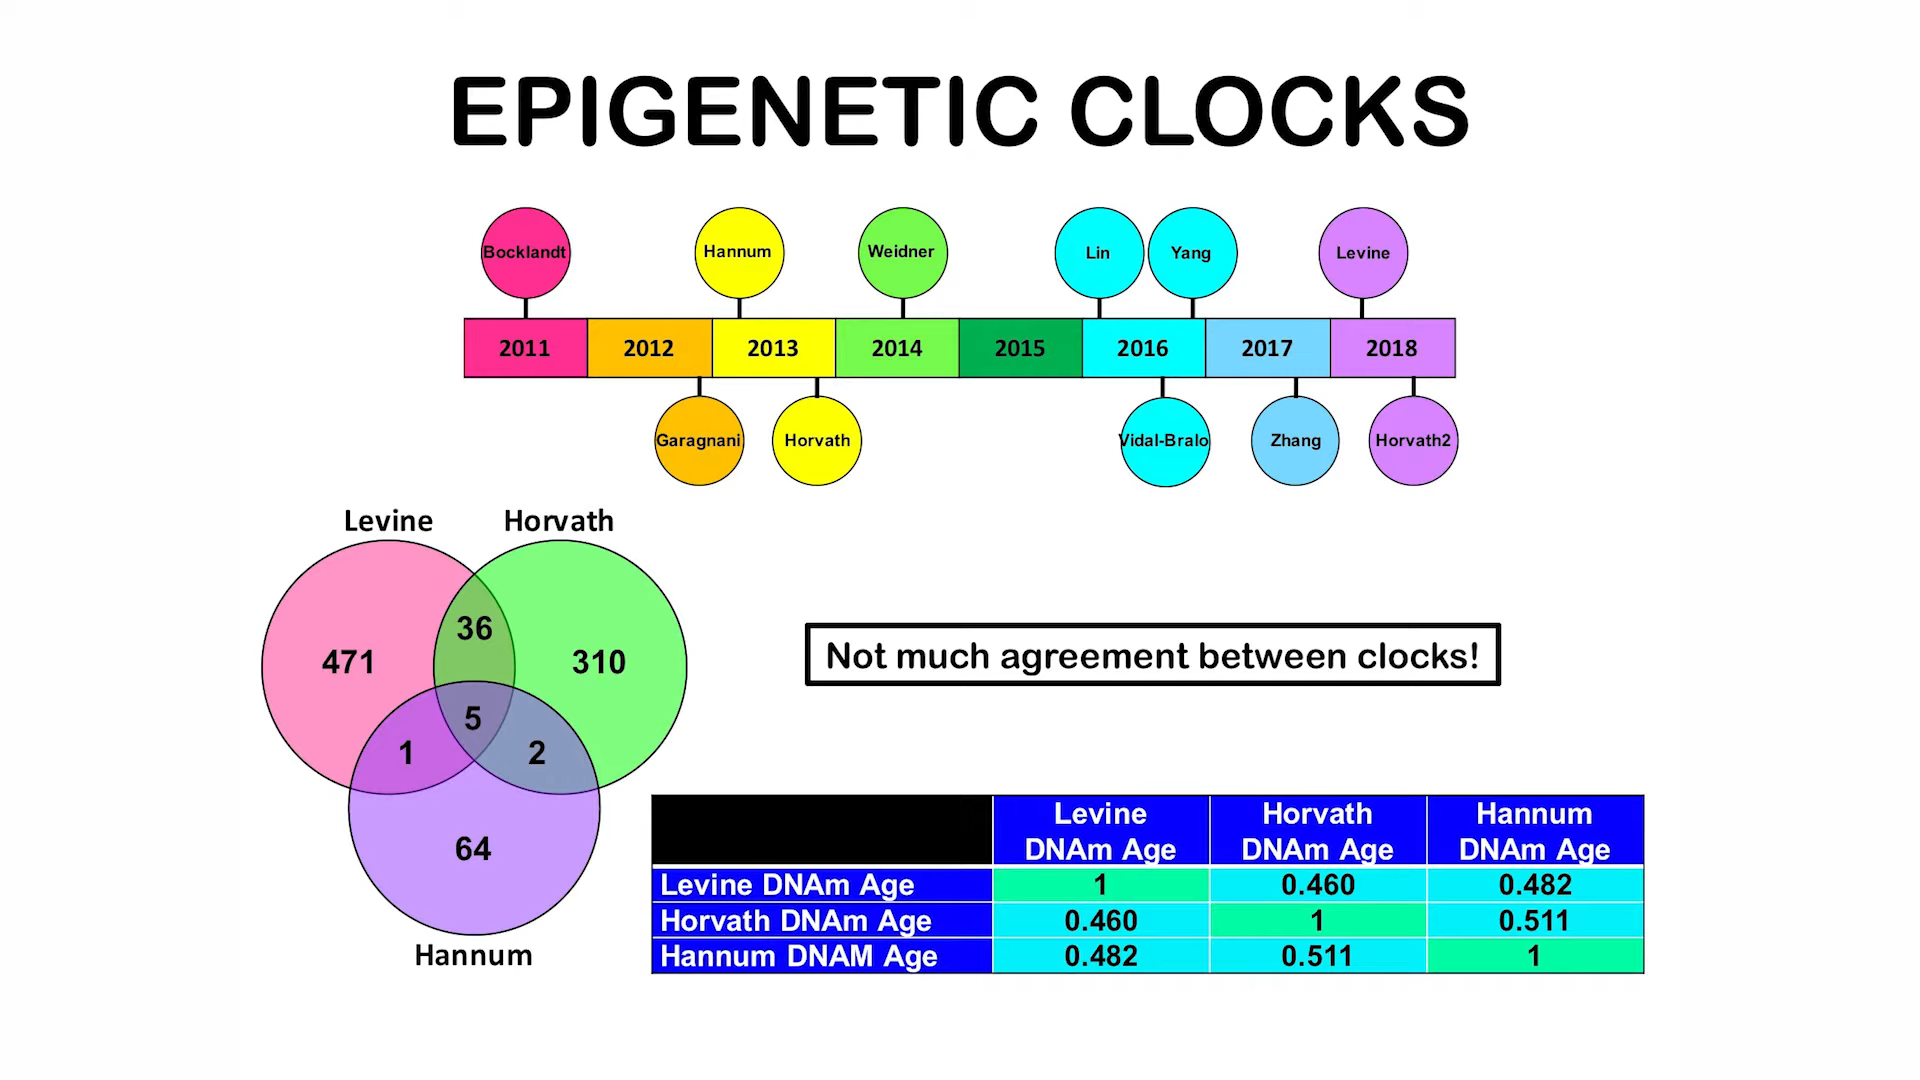 EPIGENETIC CLOCKS
Bocklandt
Hannum
Weidner
Lin
Yang
Levine
2011
2012
2013
2014
2015
2016
2017
2018
Garagnani
Horvath
Vidal-Bralo
Zhang
Horvath2
Levine
Horvath
471
36
310
5
1
2
64
Hannum
Not much agreement between clocks!
Levine DNAm Age
Horvath DNAm Age
Hannum DNAm Age
Levine DNAm Age 1 0.460 0.482
Horvath DNAm Age 0.460 1 0.511
Hannum DNAM Age 0.482 0.511 1